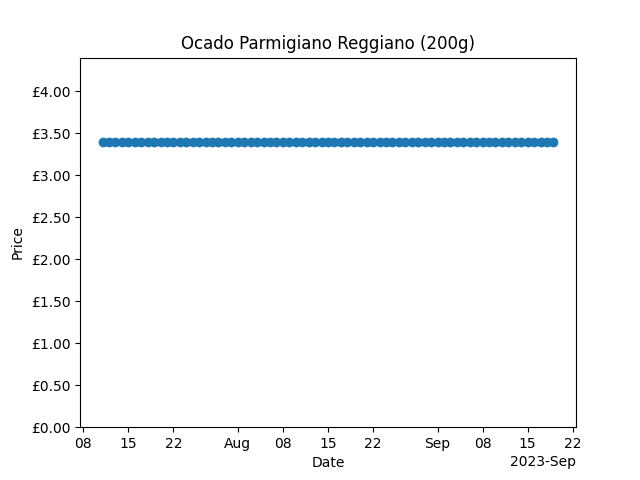 Ocado Parmigiano Reggiano (200g)
£4.00
£3.50
£3.00
£2.50
£2.00
£1.50
£1.00
£0.50
£0.00
Price
08 15 22 Aug 08 15 22 Sep 08 15 22
Date
2023-Sep